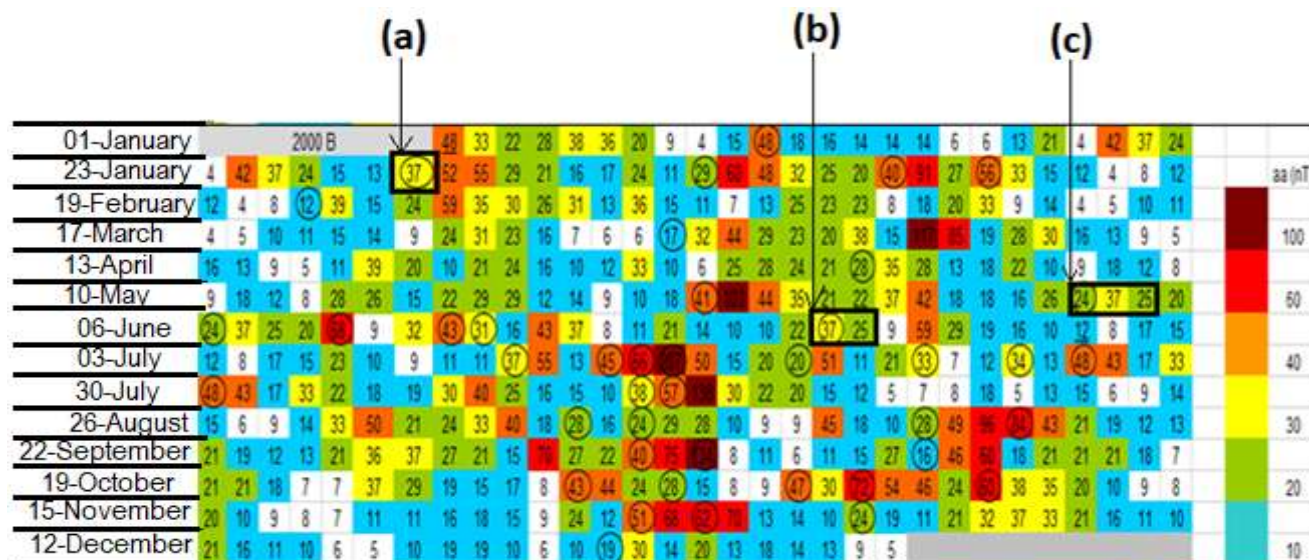 (a) (b) (c)
01-January 2000 B 48 33 22 28 38 36 20 9 4 15 48 18 16 14 14 14 6 6 13 21 4 42 37 24
23-January 4 42 37 24 15 13 37 52 55 29 21 16 17 24 11 29 60 48 32 25 20 40 91 27 56 33 15 12 4 8 12 aa (nT
19-February 12 4 8 12 39 15 24 59 35 30 26 31 13 36 15 11 7 13 25 23 23 8 18 20 33 9 14 4 5 10 11
17-March 4 5 10 11 15 14 9 24 31 23 16 7 6 6 17 32 44 29 23 20 38 15 85 19 28 30 16 13 9 5 100
13-April 16 13 9 5 11 39 20 10 21 24 16 10 12 33 10 6 25 28 24 21 28 35 28 13 18 22 10 9 18 12 8
10-May 9 18 12 8 28 26 15 22 29 29 12 14 9 10 18 41 44 35 21 22 37 42 18 18 16 26 24 37 25 20 60
06-June 24 37 25 20 9 32 43 31 16 43 37 8 11 21 14 10 10 22 37 25 9 59 29 19 16 10 12 8 17 15
03-July 12 8 17 15 23 10 9 11 11 37 55 13 45 50 15 20 20 51 11 21 33 7 12 34 13 48 43 17 33 40
30-July 48 43 17 33 22 18 19 30 40 25 16 15 10 38 57 30 22 20 15 12 5 7 8 18 5 13 15 6 9 14
26-August 15 6 9 14 33 50 21 24 33 40 18 28 16 24 29 28 10 9 9 45 18 10 28 49 96 84 43 21 19 12 13 30
22-September 21 19 12 13 21 36 37 27 21 15 76 27 22 40 75 8 11 6 11 15 27 16 46 60 18 21 21 21 18 7
19-October 21 21 18 7 7 37 29 19 15 17 8 43 44 24 28 15 8 9 47 30 72 54 46 24 38 35 20 10 9 8 20
15-November 20 10 9 8 7 11 11 16 18 15 9 24 12 51 66 62 70 13 14 10 24 19 11 21 32 37 33 21 16 11 10
12-December 21 16 11 10 6 5 10 19 19 10 6 10 19 30 14 20 13 18 14 13 9 5 10